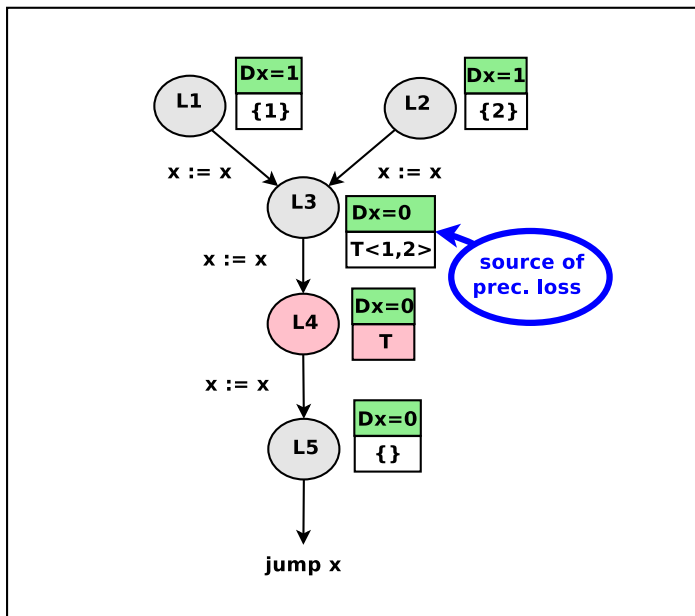 Dx=1
L1
{1}
Dx=1
L2
{2}
x := x
x := x
L3
Dx=0
T<1,2>
source of
prec. loss
x := x
L4
Dx=0
T
x := x
L5
Dx=0
{}
jump x